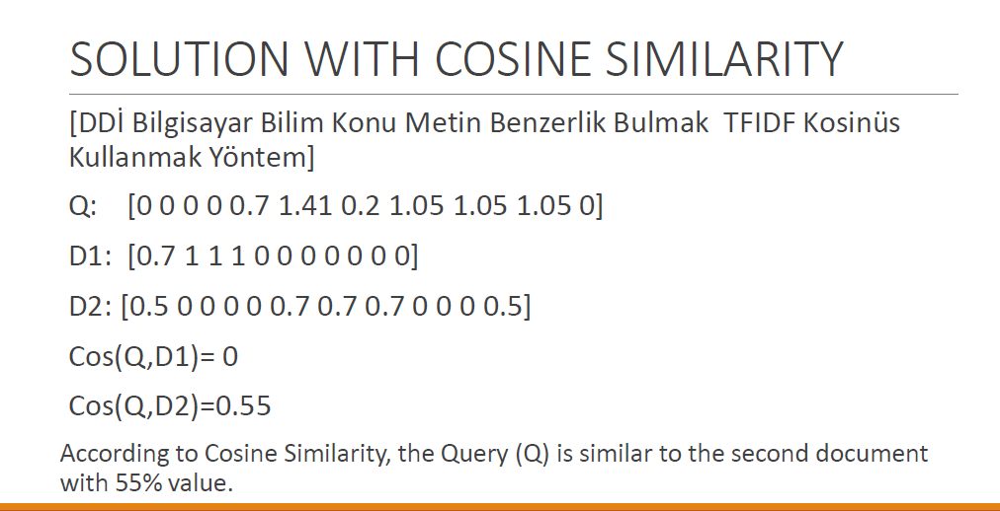 SOLUTION WITH COSINE SIMILARITY
[DDİ Bilgisayar Bilim Konu Metin Benzerlik Bulmak  TFIDF Kosinüs
Kullanmak Yöntem]
Q:    [0 0 0 0 0.7 1.41 0.2 1.05 1.05 1.05 0]
D1:  [0.7 1 1 1 0 0 0 0 0 0 0]
D2: [0.5 0 0 0 0 0.7 0.7 0.7 0 0 0 0.5]
Cos(Q,D1)= 0
Cos(Q,D2)=0.55
According to Cosine Similarity, the Query (Q) is similar to the second document
with 55% value.